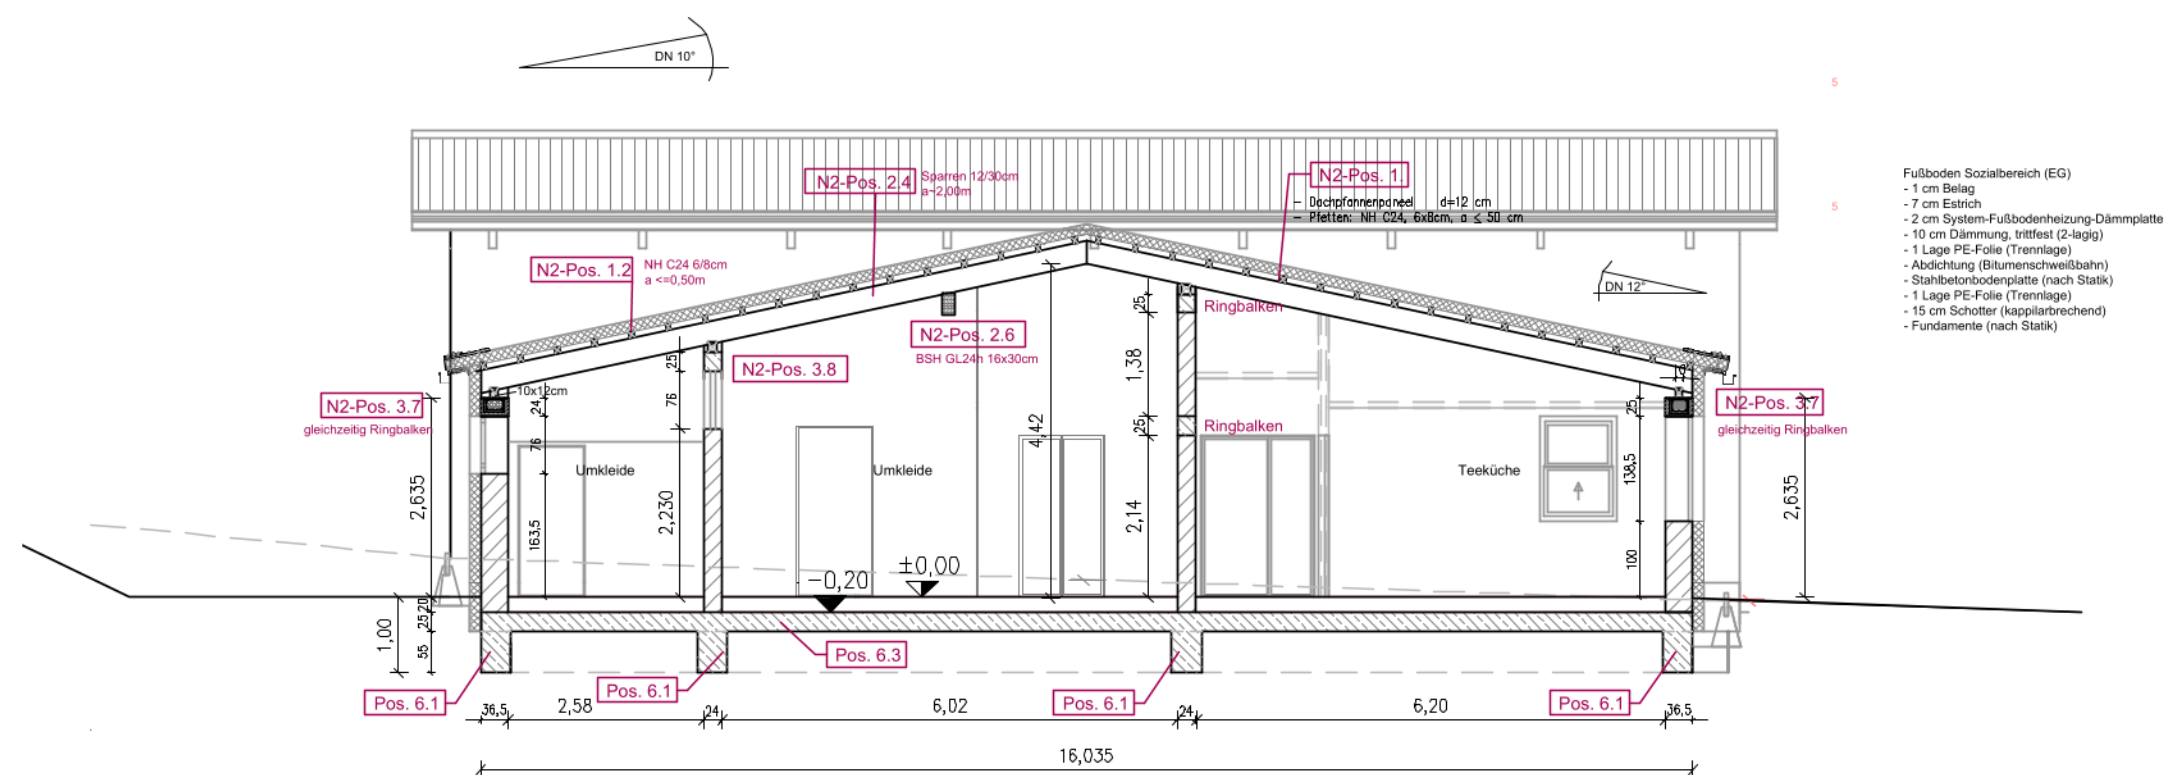 DN 10°
5
5
N2-Pos. 2.4
Sparren 12/30cm
a~2,00m
N2-Pos. 1.
- Dachpfannenpaneel d=12 cm
- Pfetten: NH C24, 6x8cm, a ≤ 50 cm
Fußboden Sozialbereich (EG)
- 1 cm Belag
- 7 cm Estrich
- 2 cm System-Fußbodenheizung-Dämmplatte
- 10 cm Dämmung, trittfest (2-lagig)
- 1 Lage PE-Folie (Trennlage)
- Abdichtung (Bitumenschweißbahn)
- Stahlbetonbodenplatte (nach Statik)
- 1 Lage PE-Folie (Trennlage)
- 15 cm Schotter (kappilarbrechend)
- Fundamente (nach Statik)
N2-Pos. 1.2
NH C24 6/8cm
a <=0,50m
DN 12°
25
Ringbalken
N2-Pos. 2.6
BSH GL24h 16x30cm
25
N2-Pos. 3.8
1,38
10x12cm
N2-Pos. 3.7
gleichzeitig Ringbalken
24
76
76
4,42
25
Ringbalken
25
N2-Pos. 3.7
gleichzeitig Ringbalken
Umkleide
Umkleide
Teeküche
138,5
2,635
163,5
2,230
2,14
2,635
100
-0,20
±0,00
20
25
55
1,00
Pos. 6.3
Pos. 6.1
Pos. 6.1
Pos. 6.1
Pos. 6.1
36,5
2,58
24
6,02
24
6,20
36,5
16,035